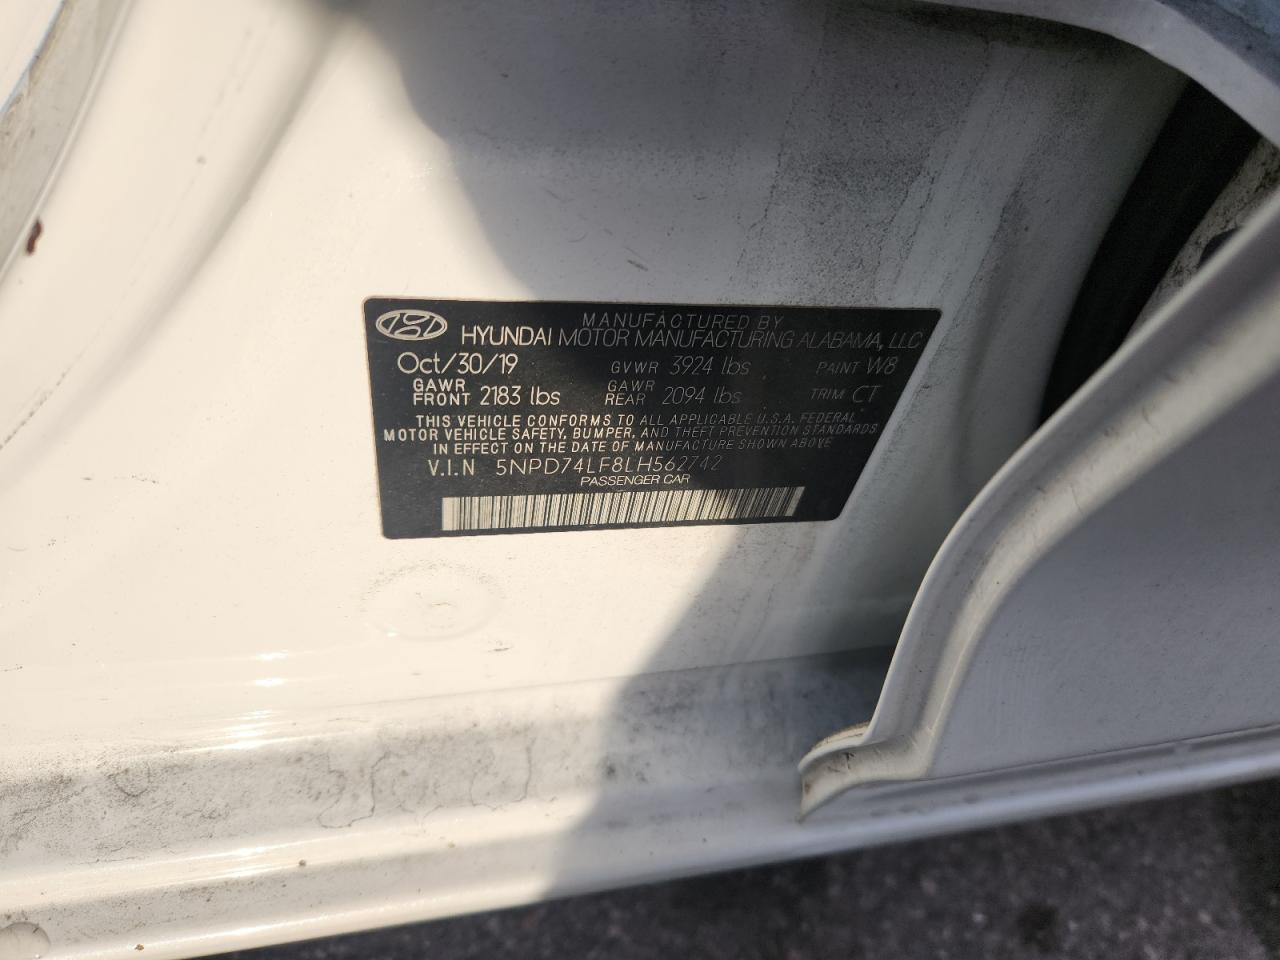 MANUFACTURED BY
HYUNDAI MOTOR MANUFACTURING ALABAMA, LLC
Oct/30/19 GVWR 3924 lbs PAINT W8
GAWR FRONT 2183 lbs GAWR REAR 2094 lbs TRIM CT
THIS VEHICLE CONFORMS TO ALL APPLICABLE U.S.A. FEDERAL
MOTOR VEHICLE SAFETY, BUMPER, AND THEFT PREVENTION STANDARDS
IN EFFECT ON THE DATE OF MANUFACTURE SHOWN ABOVE
V.I.N 5NPD74LF8LH562742
PASSENGER CAR